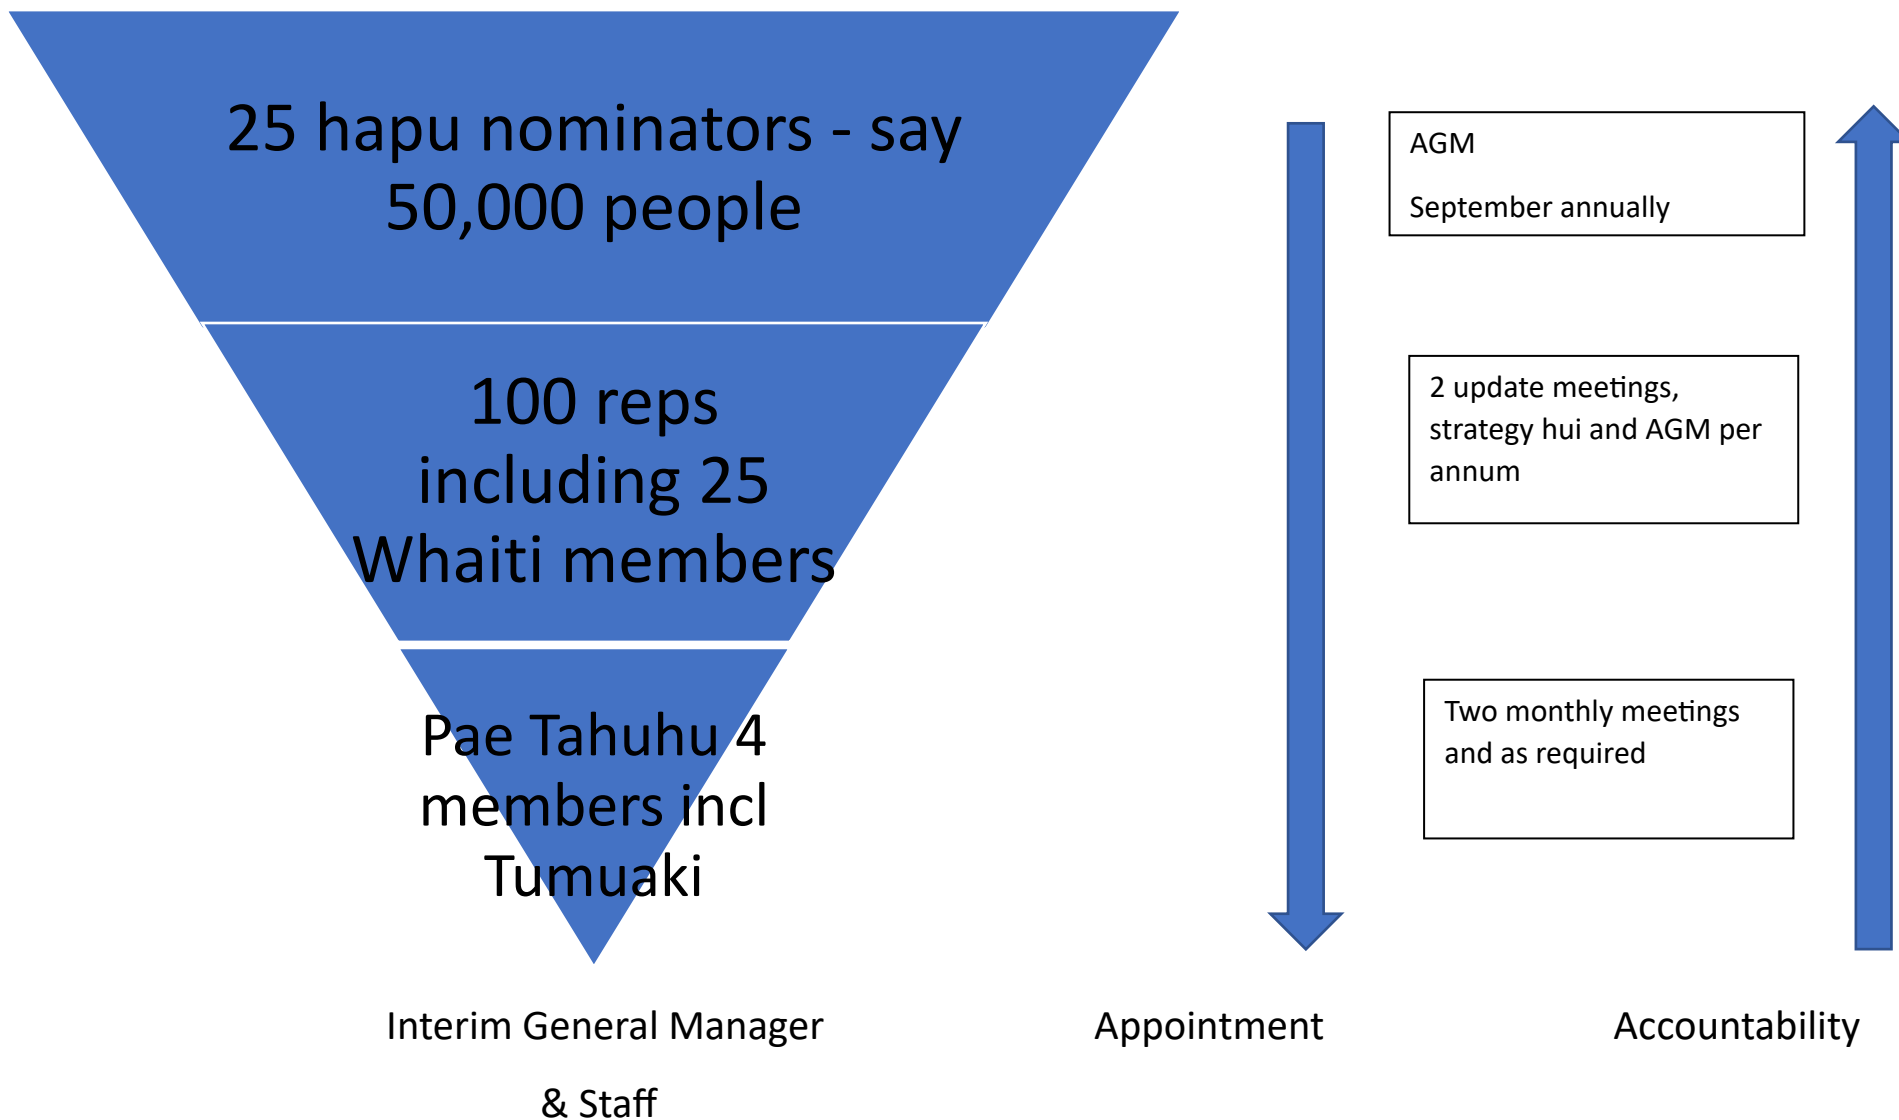 25 hapu nominators - say
50,000 people
100 reps
including 25
Whaiti members
Pae Tahuhu 4
members incl
Tumuaki
Interim General Manager
& Staff
Appointment
AGM
September annually
2 update meetings,
strategy hui and AGM per
annum
Two monthly meetings
and as required
Accountability